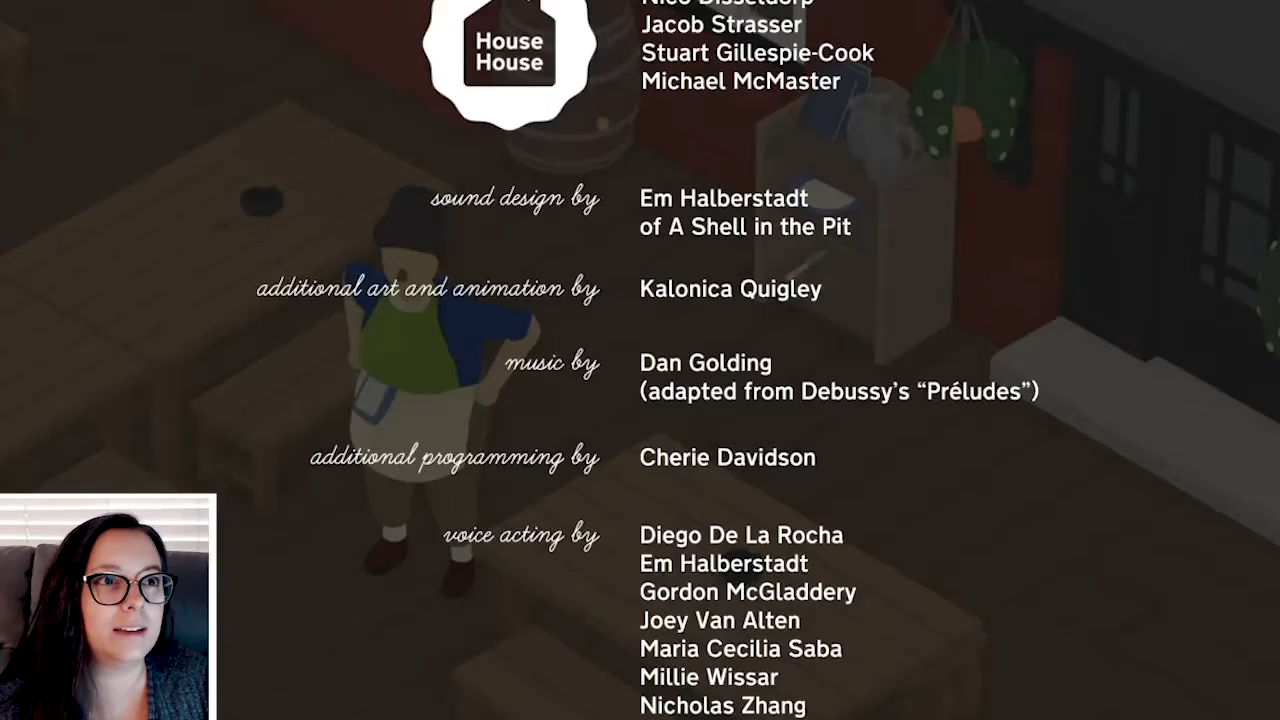 Nico Disseldorp
Jacob Strasser
Stuart Gillespie-Cook
Michael McMaster
House
House
sound design by
Em Halberstadt
of A Shell in the Pit
additional art and animation by
Kalonica Quigley
music by
Dan Golding
(adapted from Debussy's “Préludes”)
additional programming by
Cherie Davidson
voice acting by
Diego De La Rocha
Em Halberstadt
Gordon McGladdery
Joey Van Alten
Maria Cecilia Saba
Millie Wissar
Nicholas Zhang